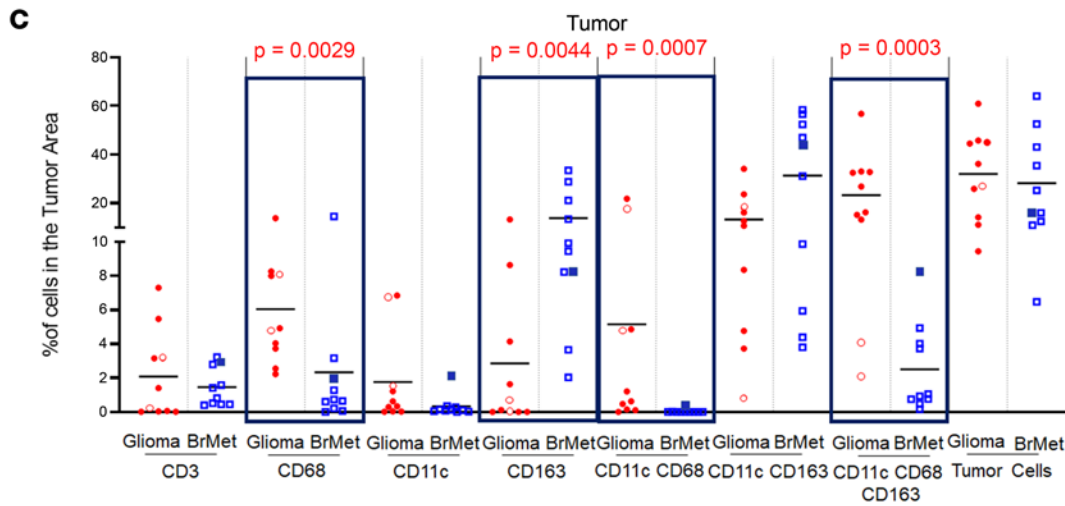 c
Tumor
p = 0.0029
p = 0.0044
p = 0.0007
p = 0.0003
%of cells in the Tumor Area
80
60
40
20
10
8
6
4
2
0
Glioma BrMet Glioma BrMet Glioma BrMet Glioma BrMet Glioma BrMet Glioma BrMet Glioma BrMet Glioma BrMet
CD3 CD68 CD11c CD163 CD11c CD68 CD11c CD163 CD11c CD68 Tumor Cells
CD163